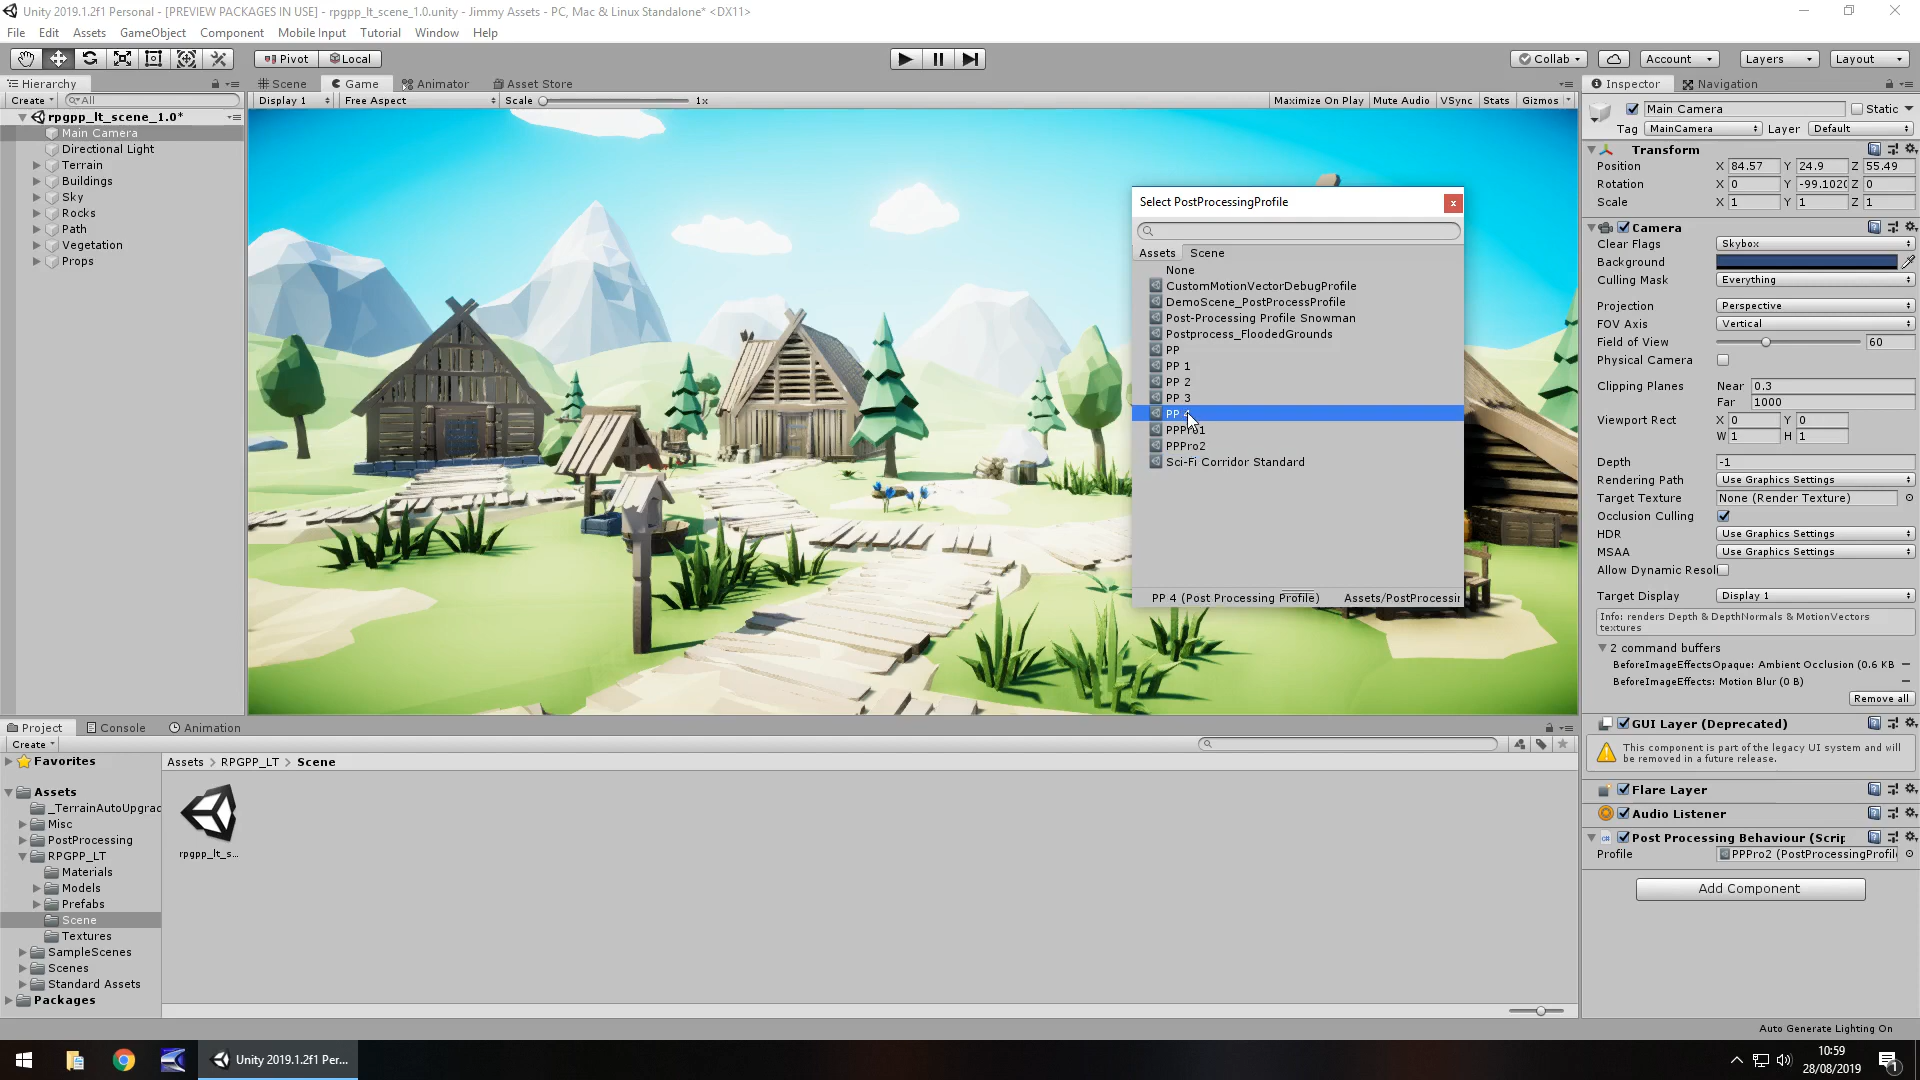 Unity 2019.1.2f1 Personal - [PREVIEW PACKAGES IN USE] - rpgpp_lt_scene_1.0.unity - Jimmy Assets - PC, Mac & Linux Standalone* <DX11>
File Edit Assets GameObject Component Mobile Input Tutorial Window Help
Pivot Local Collab Account Layers Layout
Hierarchy
Create All
rpgpp_lt_scene_1.0*
Main Camera
Directional Light
Terrain
Buildings
Sky
Rocks
Path
Vegetation
Props
Scene Game Animator Asset Store
Display 1 Free Aspect Scale 1x Maximize On Play Mute Audio VSync Stats Gizmos
Select PostProcessingProfile
x
Assets Scene
None
CustomMotionVectorDebugProfile
DemoScene_PostProcessProfile
Post-Processing Profile Snowman
Postprocess_FloodedGrounds
PP
PP 1
PP 2
PP 3
PP 4
PPPro1
PPPro2
Sci-Fi Corridor Standard
PP 4 (Post Processing Profile) Assets/PostProcessin
Inspector Navigation
Main Camera Static
Tag MainCamera Layer Default
Transform
Position X 84.57 Y 24.9 Z 55.49
Rotation X 0 Y -99.102( Z 0
Scale X 1 Y 1 Z 1
Camera
Clear Flags Skybox
Background
Culling Mask Everything
Projection Perspective
FOV Axis Vertical
Field of View 60
Physical Camera
Clipping Planes Near 0.3
Far 1000
Viewport Rect X 0 Y 0
W 1 H 1
Depth -1
Rendering Path Use Graphics Settings
Target Texture None (Render Texture)
Occlusion Culling
HDR Use Graphics Settings
MSAA Use Graphics Settings
Allow Dynamic Resol
Target Display Display 1
Info: renders Depth & DepthNormals & MotionVectors
textures
2 command buffers
BeforeImageEffectsOpaque: Ambient Occlusion (0.6 KB
BeforeImageEffects: Motion Blur (0 B)
Remove all
GUI Layer (Deprecated)
This component is part of the legacy UI system and will
be removed in a future release.
Flare Layer
Audio Listener
Post Processing Behaviour (Scrip
Profile PPPro2 (PostProcessingProfil
Add Component
Project Console Animation
Create
Favorites
Assets
_TerrainAutoUpgrad
Misc
PostProcessing
RPGPP_LT
Materials
Models
Prefabs
Scene
Textures
SampleScenes
Scenes
Standard Assets
Packages
Assets > RPGPP_LT > Scene
rpgpp_lt_s...
Auto Generate Lighting On
Unity 2019.1.2f1 Per...
10:59
28/08/2019
1